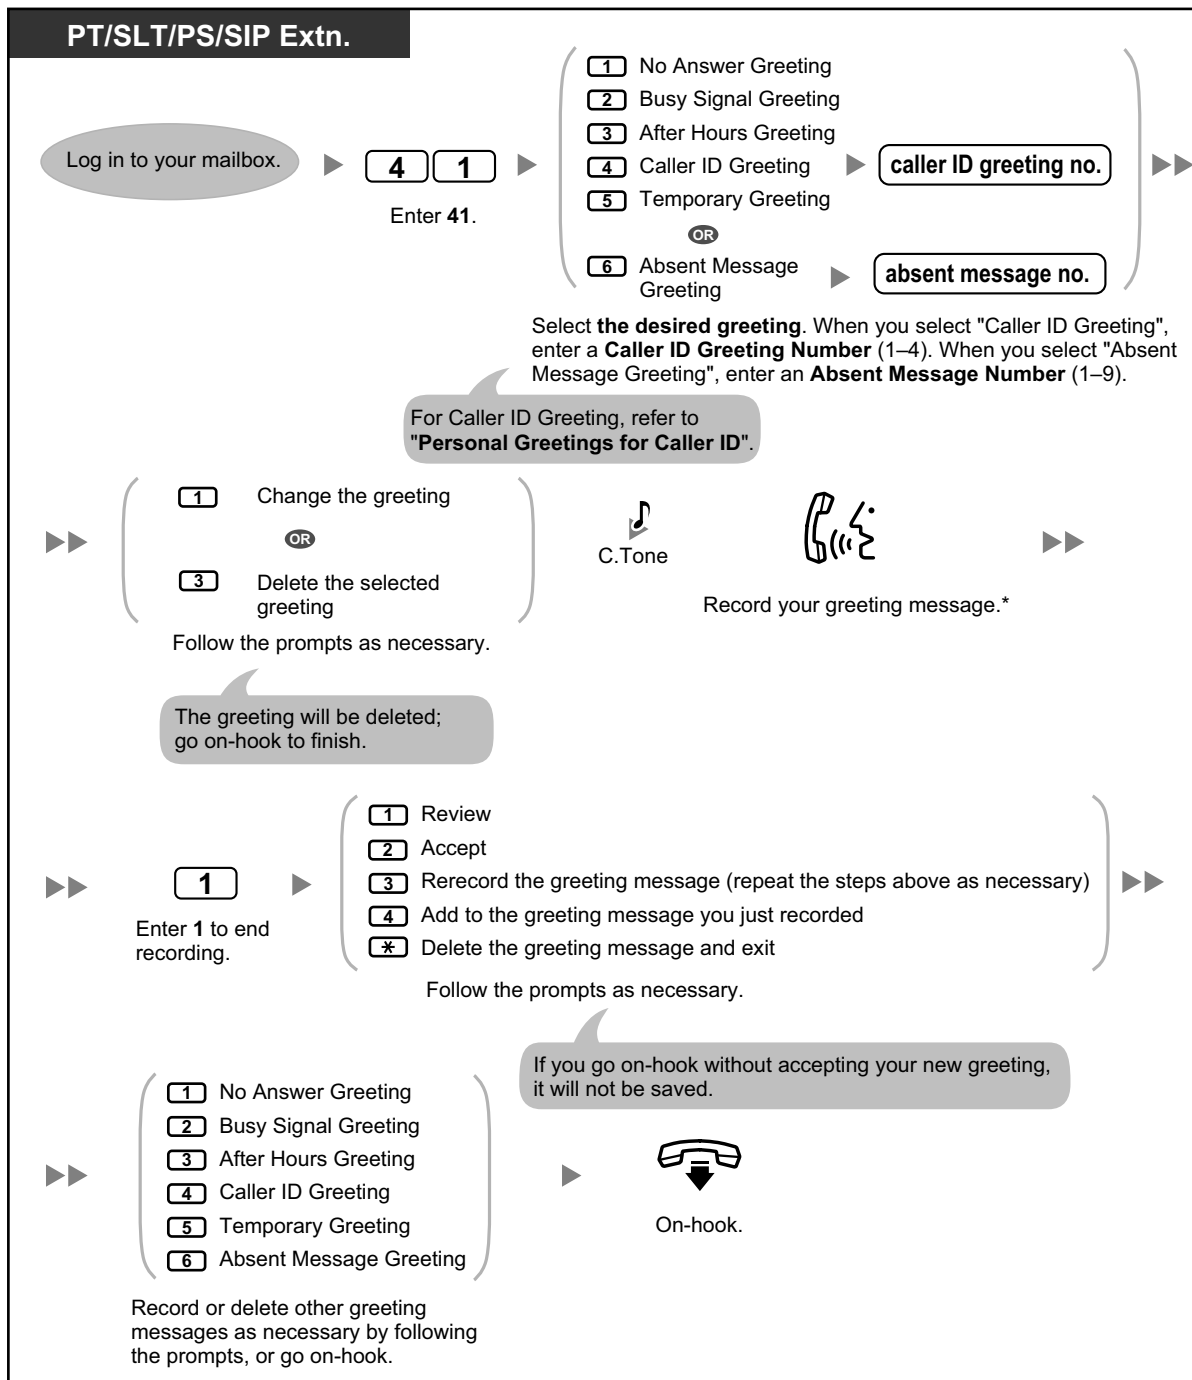 PT/SLT/PS/SIP Extn.
Log in to your mailbox.
4 1
Enter 41.
1 No Answer Greeting
2 Busy Signal Greeting
3 After Hours Greeting
4 Caller ID Greeting
caller ID greeting no.
5 Temporary Greeting
OR
6 Absent Message
Greeting
absent message no.
Select the desired greeting. When you select "Caller ID Greeting",
enter a Caller ID Greeting Number (1–4). When you select "Absent
Message Greeting", enter an Absent Message Number (1–9).
For Caller ID Greeting, refer to
"Personal Greetings for Caller ID".
1 Change the greeting
OR
3 Delete the selected
greeting
Follow the prompts as necessary.
C.Tone
Record your greeting message.*
The greeting will be deleted;
go on-hook to finish.
1
Enter 1 to end
recording.
1 Review
2 Accept
3 Rerecord the greeting message (repeat the steps above as necessary)
4 Add to the greeting message you just recorded
* Delete the greeting message and exit
Follow the prompts as necessary.
If you go on-hook without accepting your new greeting,
it will not be saved.
1 No Answer Greeting
2 Busy Signal Greeting
3 After Hours Greeting
4 Caller ID Greeting
5 Temporary Greeting
6 Absent Message Greeting
Record or delete other greeting
messages as necessary by following
the prompts, or go on-hook.
On-hook.